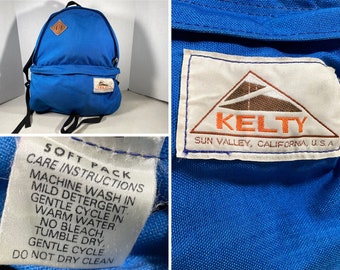 KELTY
SUN VALLEY, CALIFORNIA, U.S.A
SOFT PACK
CARE INSTRUCTIONS
MACHINE WASH IN
MILD DETERGENT
GENTLE CYCLE IN
WARM WATER
NO BLEACH
TUMBLE DRY
GENTLE CYCLE
DO NOT DRY CLEAN